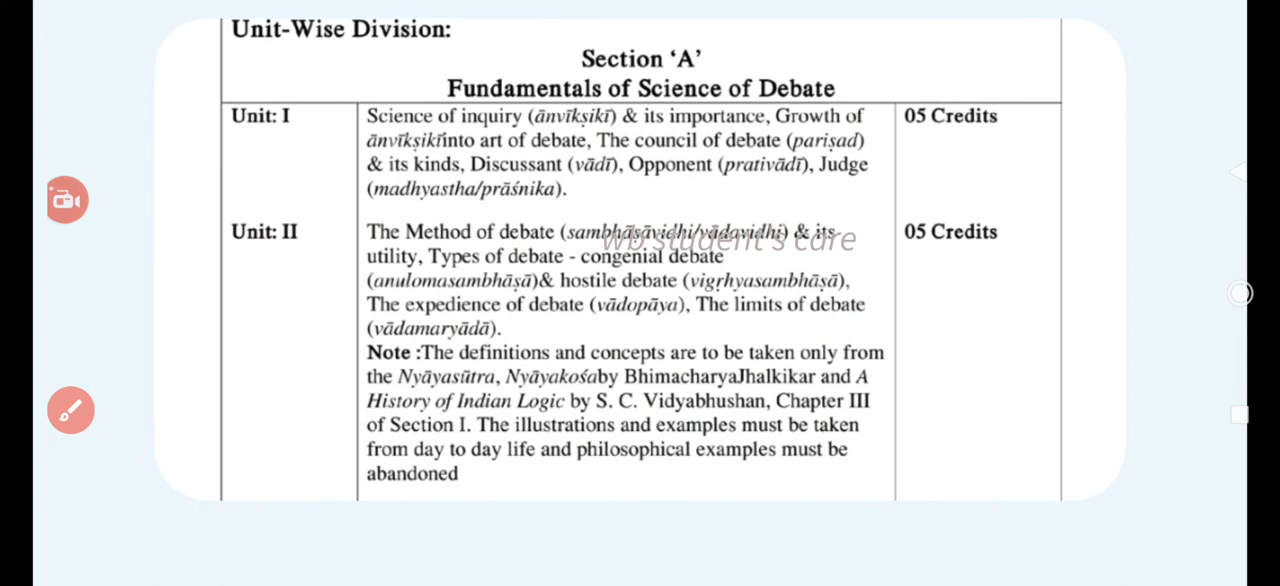 Unit-Wise Division:
Section ‘A’
Fundamentals of Science of Debate
Unit: I
Science of inquiry (ānvīkṣikī) & its importance, Growth of
ānvīkṣikīinto art of debate, The council of debate (pariṣad)
& its kinds, Discussant (vādī), Opponent (prativādī), Judge
(madhyastha/prāśnika).
05 Credits
Unit: II
The Method of debate (sambhāṣāvidhi/vādavidhi) & its
utility, Types of debate - congenial debate
(anulomasambhāṣā)& hostile debate (vigṛhyasambhāṣā),
The expedience of debate (vādopāya), The limits of debate
(vādamaryādā).
Note :The definitions and concepts are to be taken only from
the Nyāyasūtra, Nyāyakośaby BhimacharyaJhalkikar and A
History of Indian Logic by S. C. Vidyabhushan, Chapter III
of Section I. The illustrations and examples must be taken
from day to day life and philosophical examples must be
abandoned
05 Credits
wb student's care